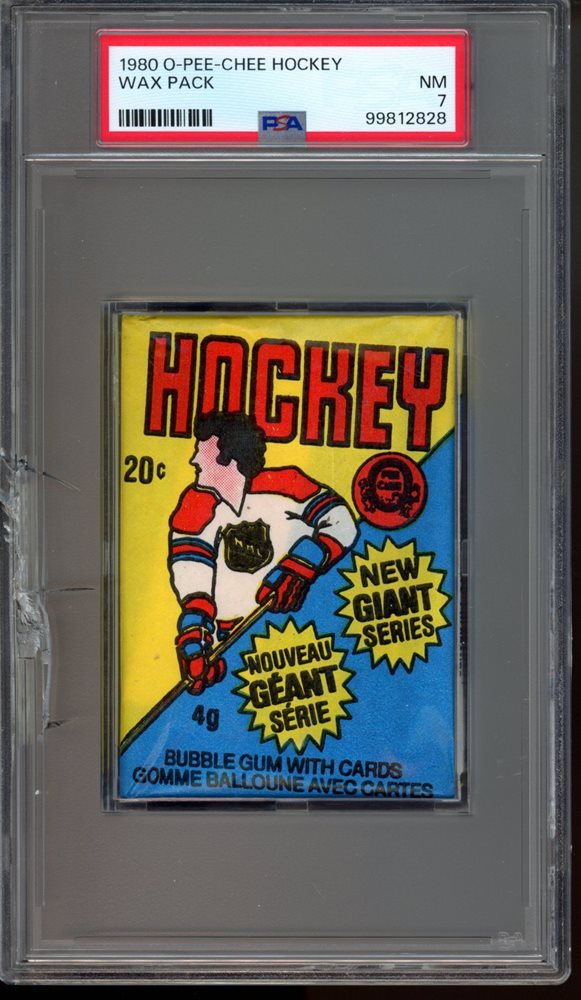 1980 O-PEE-CHEE HOCKEY
WAX PACK
NM
7
99812828
PSA
HOCKEY
20¢
NEW
GIANT
SERIES
NOUVEAU
GÉANT
SÉRIE
4g
BUBBLE GUM WITH CARDS
GOMME BALLOUNE AVEC CARTES